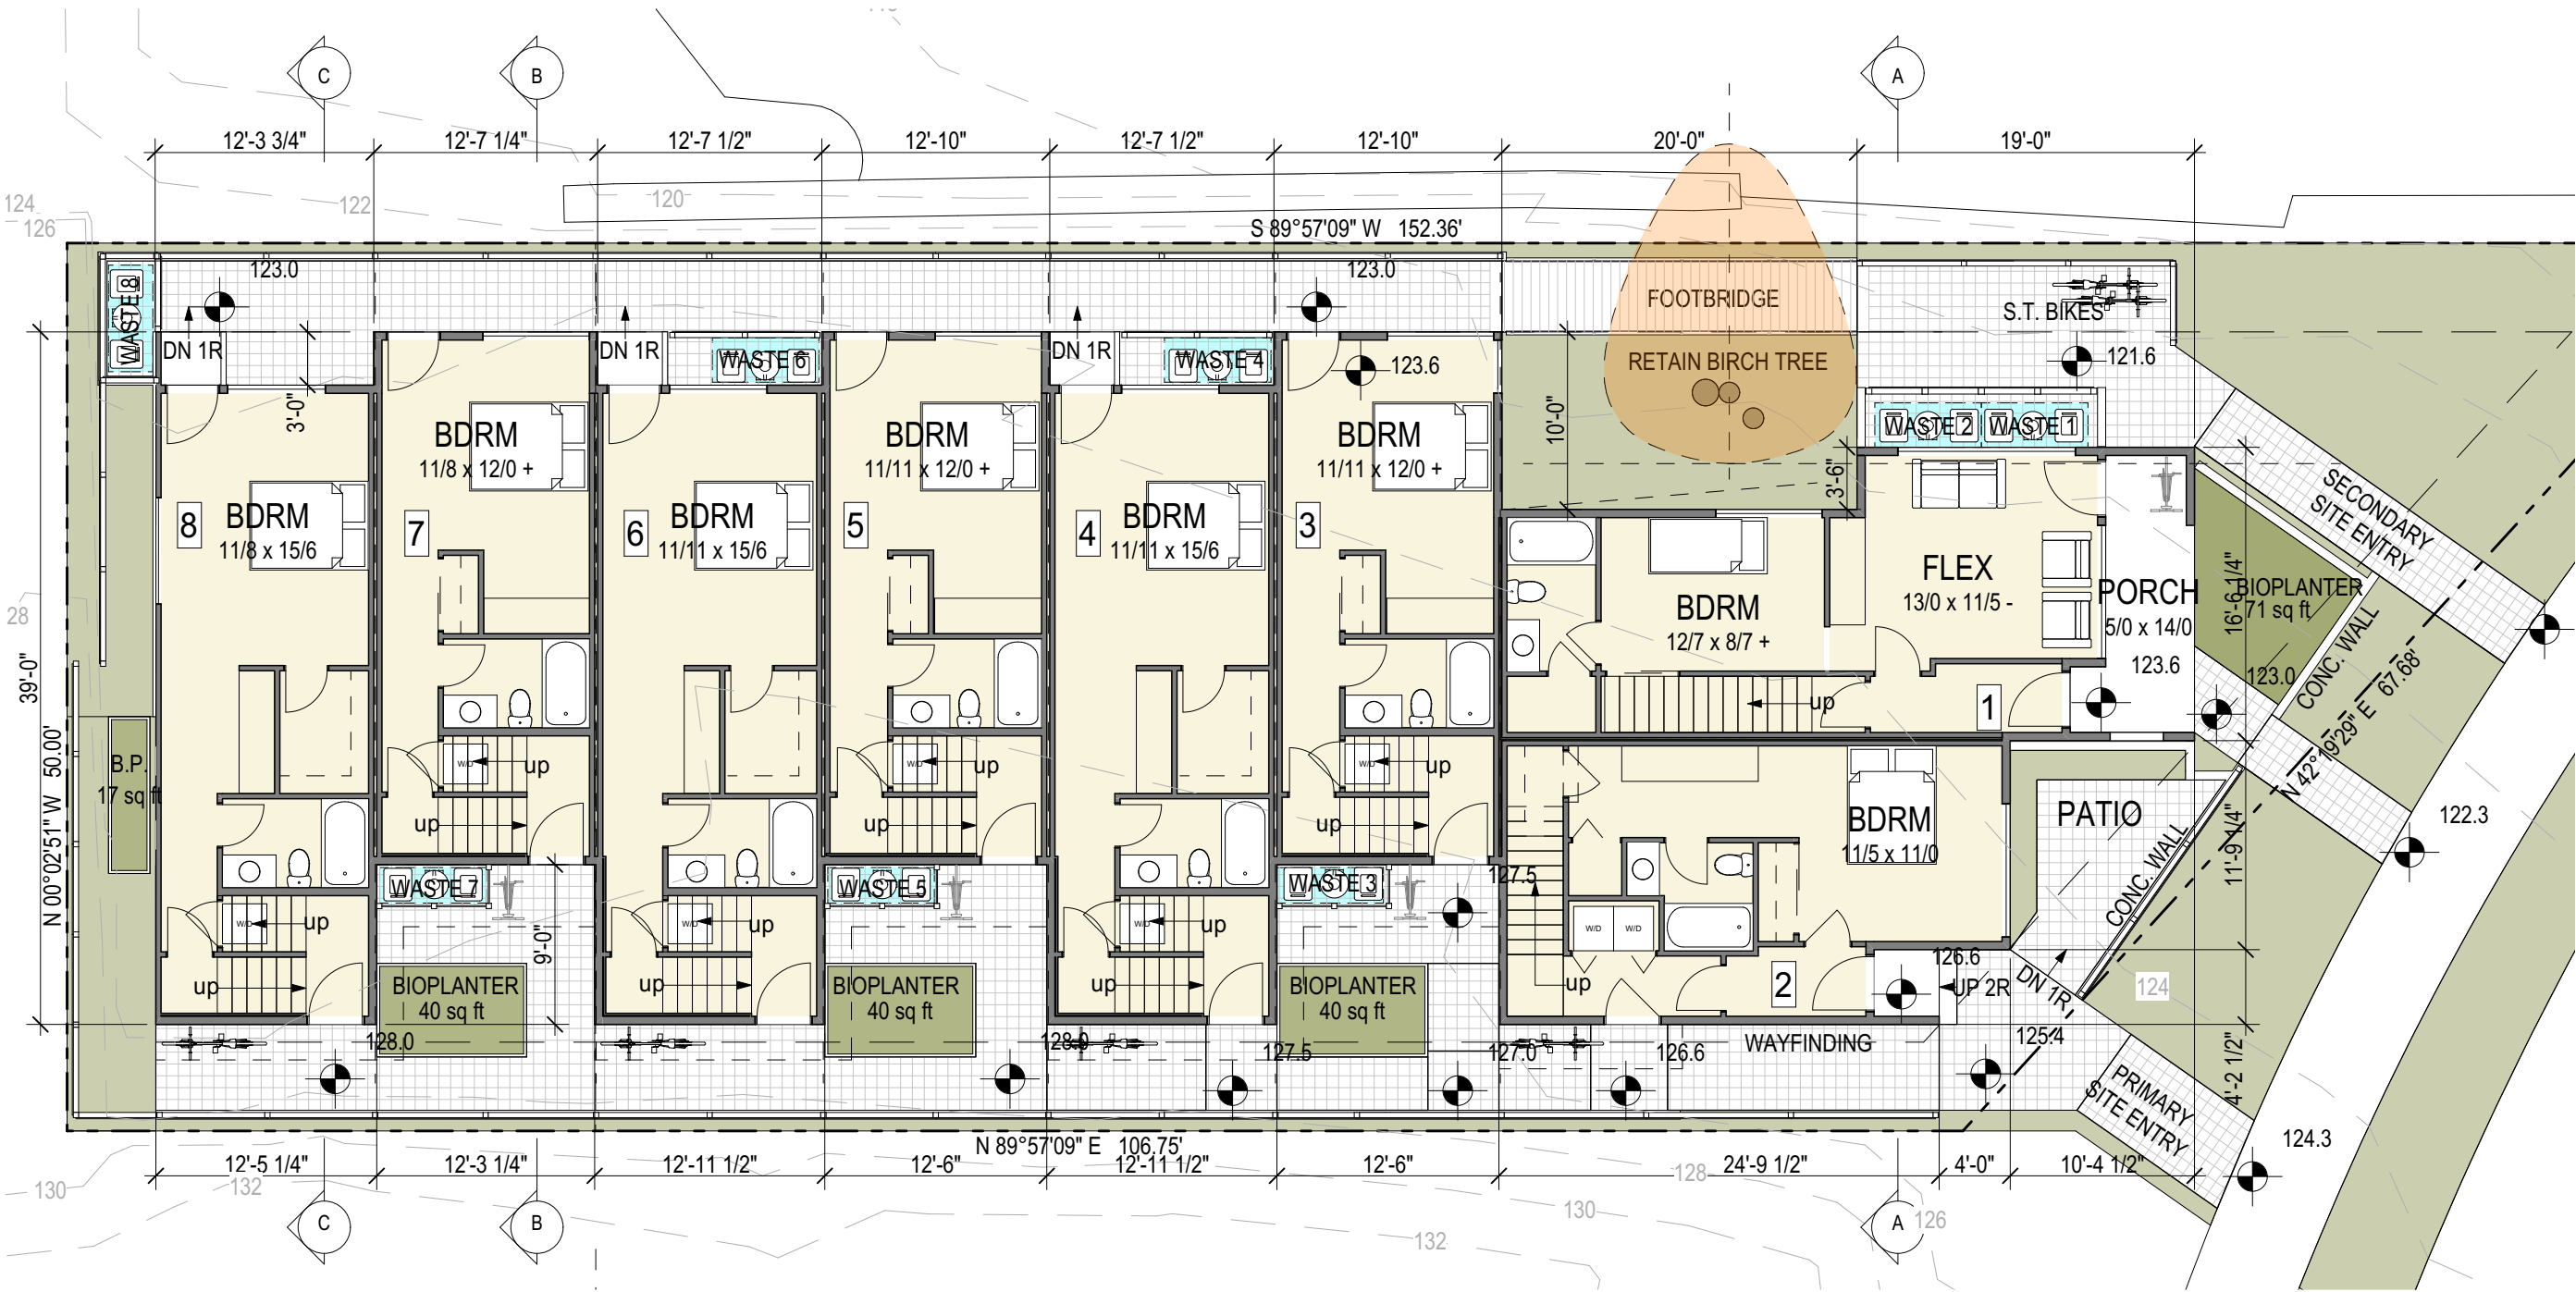 C
B
A
12'-3 3/4"
12'-7 1/4"
12'-7 1/2"
12'-10"
12'-7 1/2"
12'-10"
20'-0"
19'-0"
124
126
122
120
S 89°57'09" W 152.36'
123.0
123.0
WASTE 8
FOOTBRIDGE
S.T. BIKES
121.6
DN 1R
DN 1R
WASTE 6
DN 1R
WASTE 4
123.6
RETAIN BIRCH TREE
3'-0"
10'-0"
3'-6"
WASTE 2
WASTE 1
BDRM
11/8 x 12/0 +
BDRM
11/11 x 12/0 +
BDRM
11/11 x 12/0 +
8
BDRM
11/8 x 15/6
7
6
BDRM
11/11 x 15/6
5
4
BDRM
11/11 x 15/6
3
SECONDARY
SITE ENTRY
FLEX
13/0 x 11/5 -
BDRM
12/7 x 8/7 +
PORCH
5/0 x 14/0
123.6
16'-6 1/4"
BIOPLANTER
71 sq ft
123.0
CONC. WALL
N 42°19'29" E 67.68'
28
39'-0"
N 00°02'51" W 50.00'
up
1
B.P.
17 sq ft
W/D
up
W/D
up
W/D
up
up
up
up
BDRM
11/5 x 11/0
PATIO
CONC. WALL
11'-9 1/4"
122.3
WASTE 7
WASTE 5
WASTE 3
127.5
W/D
up
W/D
up
W/D
up
W/D
W/D
9'-0"
up
up
up
up
2
126.6
UP 2R
DN 1R
124
BIOPLANTER
40 sq ft
BIOPLANTER
40 sq ft
BIOPLANTER
40 sq ft
128.0
128.0
127.5
127.0
126.6
WAYFINDING
125.4
4'-2 1/2"
PRIMARY
SITE ENTRY
124.3
N 89°57'09" E 106.75'
12'-5 1/4"
12'-3 1/4"
12'-11 1/2"
12'-6"
12'-11 1/2"
12'-6"
24'-9 1/2"
4'-0"
10'-4 1/2"
130
132
128
130
132
126
C
B
A